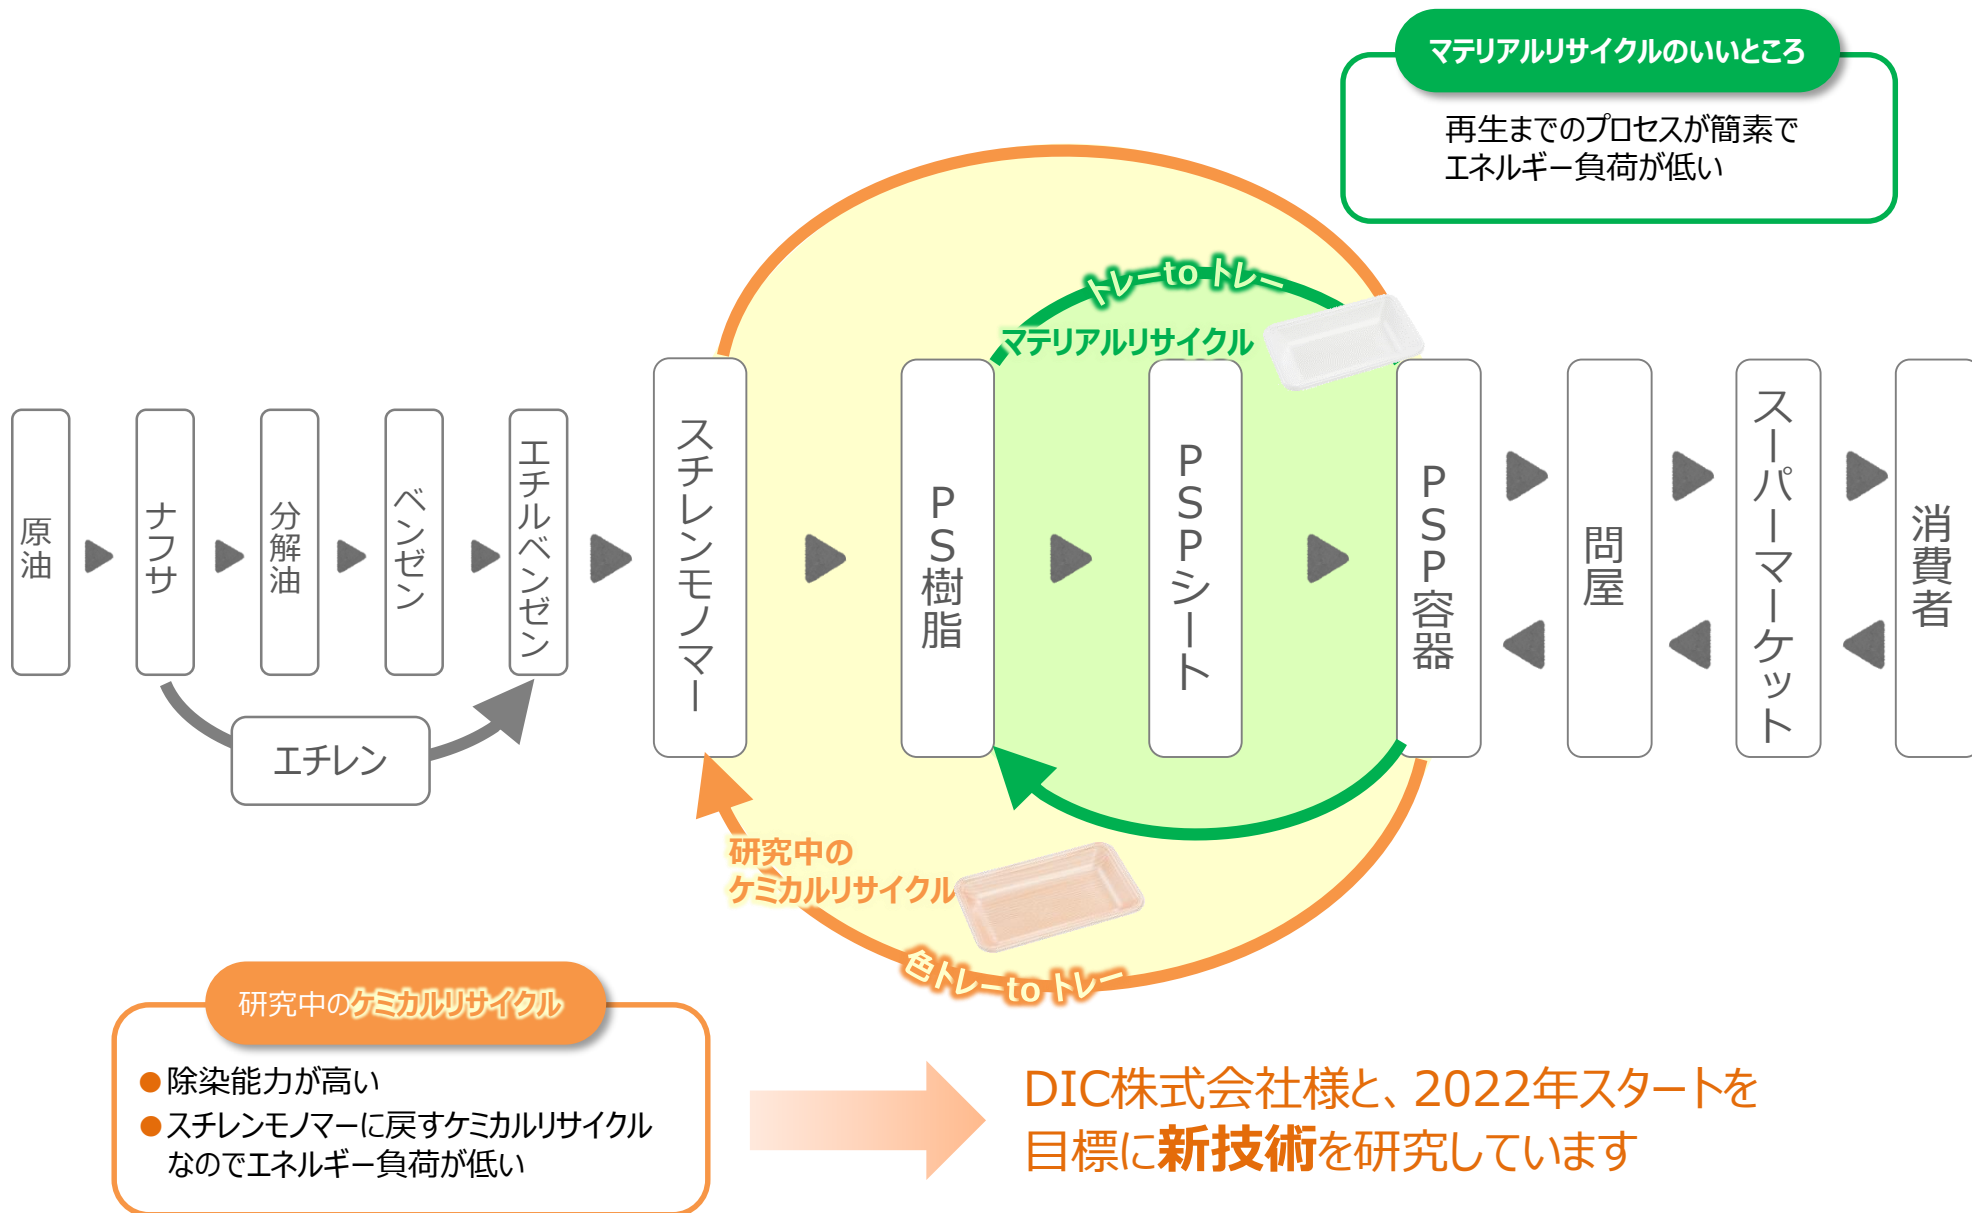 マテリアルリサイクルのいいところ
再生までのプロセスが簡素で
エネルギー負荷が低い
トレーto トレー
マテリアルリサイクル
原油
ナフサ
分解油
ベンゼン
エチルベンゼン
エチレン
スチレンモノマー
PS樹脂
PSPシート
PSP容器
問屋
スーパーマーケット
消費者
研究中の
ケミカルリサイクル
色トレーto トレー
研究中のケミカルリサイクル
●除染能力が高い
●スチレンモノマーに戻すケミカルリサイクル
なのでエネルギー負荷が低い
DIC株式会社様と、2022年スタートを
目標に新技術を研究しています